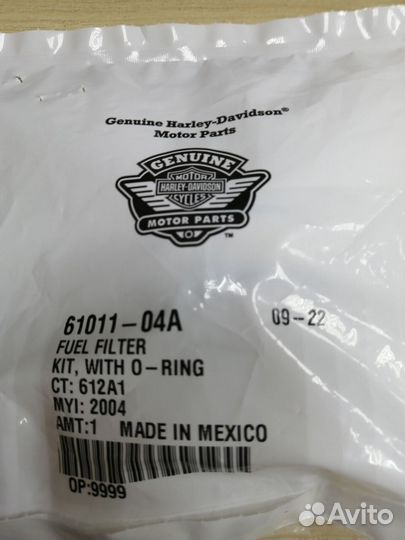 Genuine Harley-Davidson®
Motor Parts
GENUINE
MOTOR
HARLEY-DAVIDSON
CYCLES
MOTOR PARTS
™
61011-04A 09-22
FUEL FILTER
KIT, WITH O-RING
CT: 612A1
MYI: 2004
AMT:1 MADE IN MEXICO
OP:9999
Avito